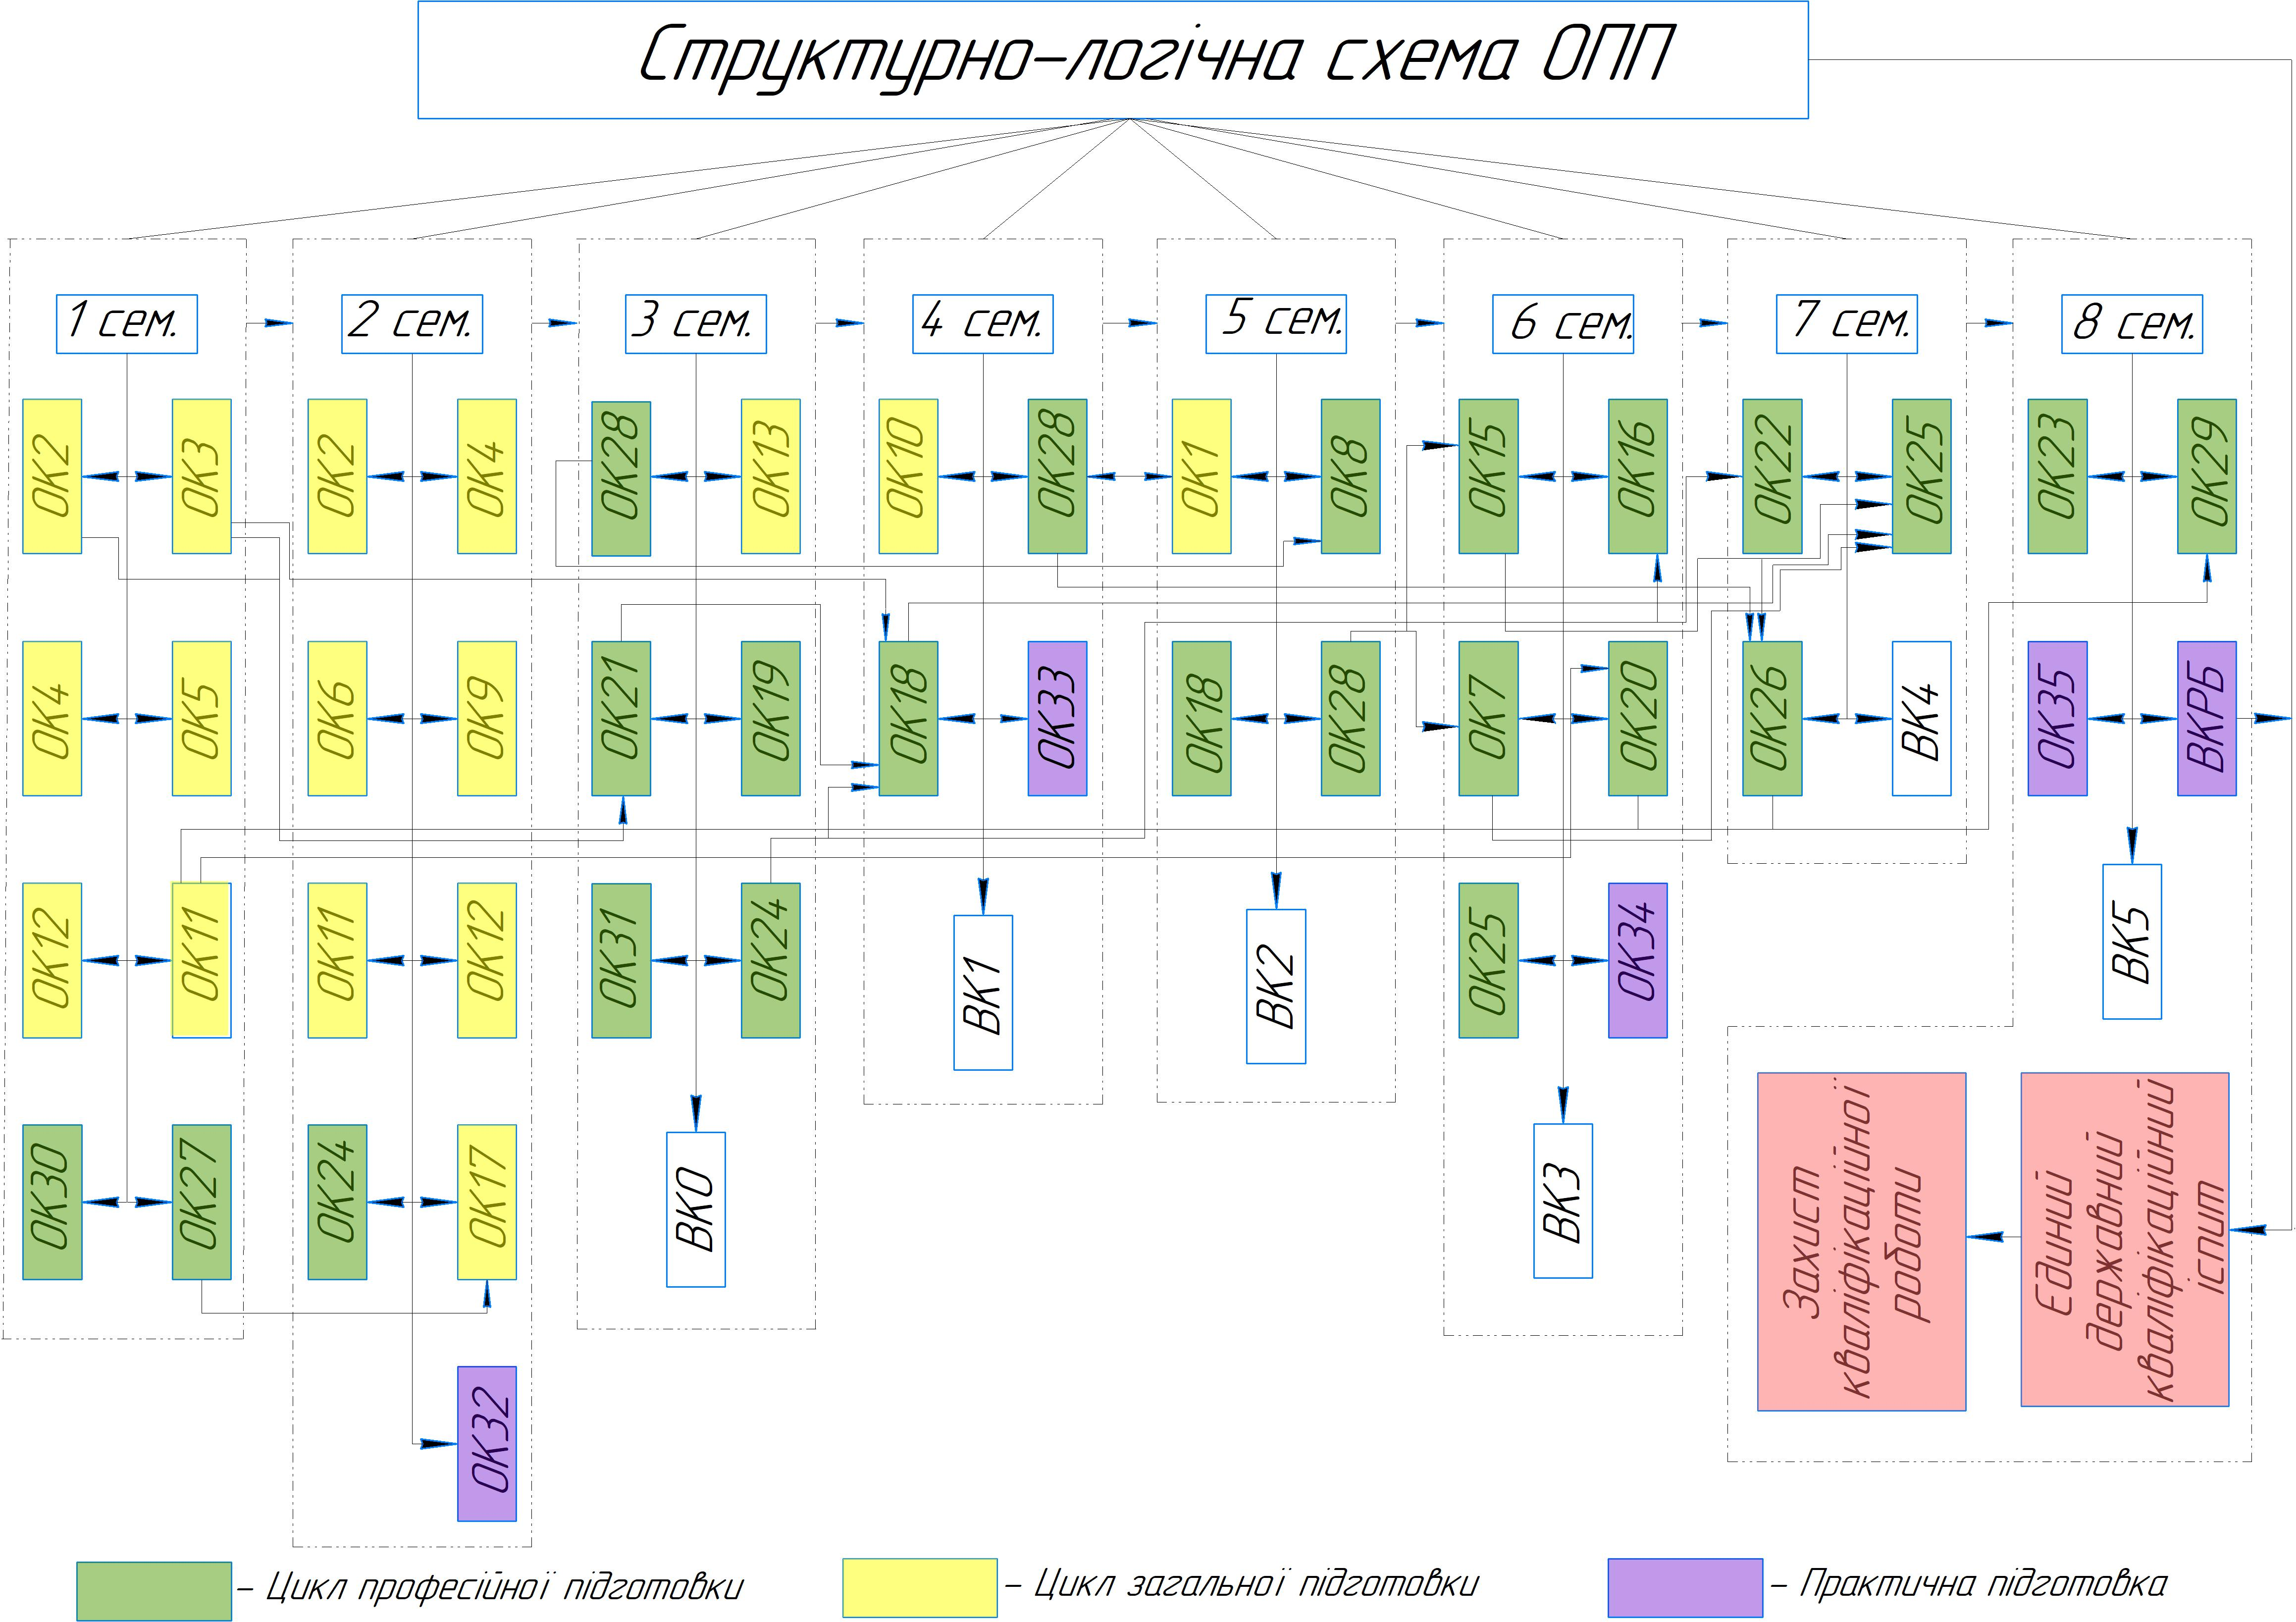 Структурно-логічна схема ОПП
1 сем.
2 сем.
3 сем.
4 сем.
5 сем.
6 сем.
7 сем.
8 сем.
ОК2
ОК3
ОК2
ОК4
ОК28
ОК13
ОК10
ОК28
ОК1
ОК8
ОК15
ОК16
ОК22
ОК25
ОК23
ОК29
ОК4
ОК5
ОК6
ОК9
ОК21
ОК19
ОК18
ОК33
ОК18
ОК28
ОК7
ОК20
ОК26
ВК4
ОК35
ВКРБ
ОК12
ОК11
ОК11
ОК12
ОК31
ОК24
ВК1
ВК2
ОК25
ОК34
ВК5
ОК30
ОК27
ОК24
ОК17
ВК0
ВК3
Захист
кваліфікаційної
роботи
Єдиний
державний
кваліфікаційний
іспит
ОК32
- Цикл професійної підготовки
- Цикл загальної підготовки
- Практична підготовка